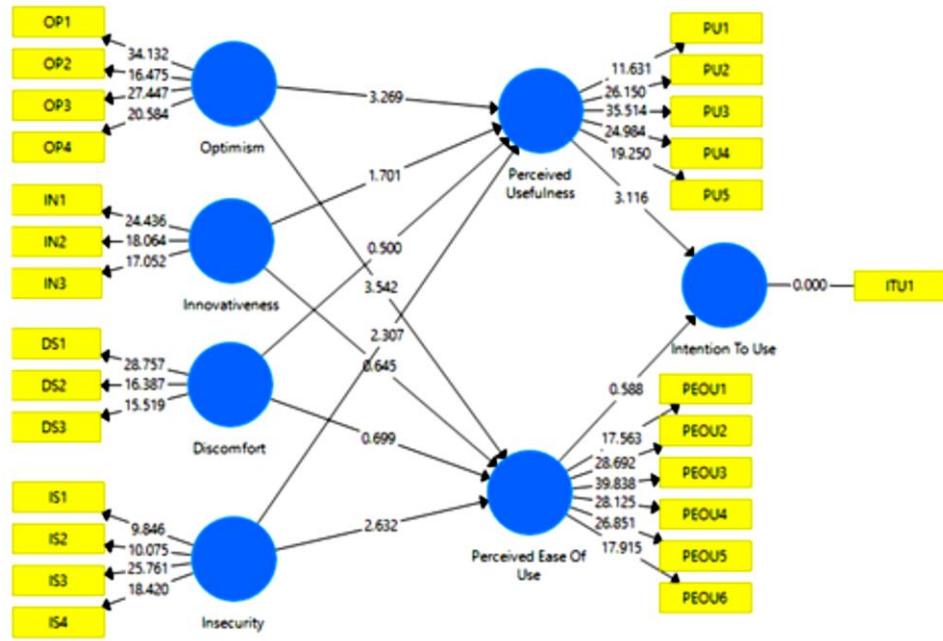 OP1
OP2
OP3
OP4
34.132
16.475
27.447
20.584
Optimism
IN1
IN2
IN3
24.436
18.064
17.052
Innovativeness
DS1
DS2
DS3
28.757
16.387
15.519
Discomfort
IS1
IS2
IS3
IS4
9.846
10.075
25.761
18.420
Insecurity
3.269
1.701
0.500
3.542
2.307
0.645
0.699
2.632
Perceived
Usefulness
11.631
26.150
35.514
24.984
19.250
PU1
PU2
PU3
PU4
PU5
3.116
Intention To Use
0.000
ITU1
0.588
Perceived Ease Of
Use
17.563
28.692
39.838
28.125
26.851
17.915
PEOU1
PEOU2
PEOU3
PEOU4
PEOU5
PEOU6